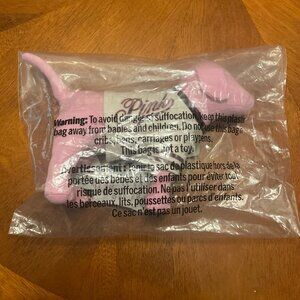 Pink
Warning: To avoid danger of suffocation keep this plastic
bag away from babies and children. Do not use this bag in
cribs, beds, carriages or playpens.
This bag is not a toy.
Avertissement : Tenir le sac de plastique hors de la
portée des bébés et des enfants pour éviter tout
risque de suffocation. Ne pas l'utiliser dans
les berceaux, lits, poussettes ou parcs d'enfants.
Ce sac n'est pas un jouet.